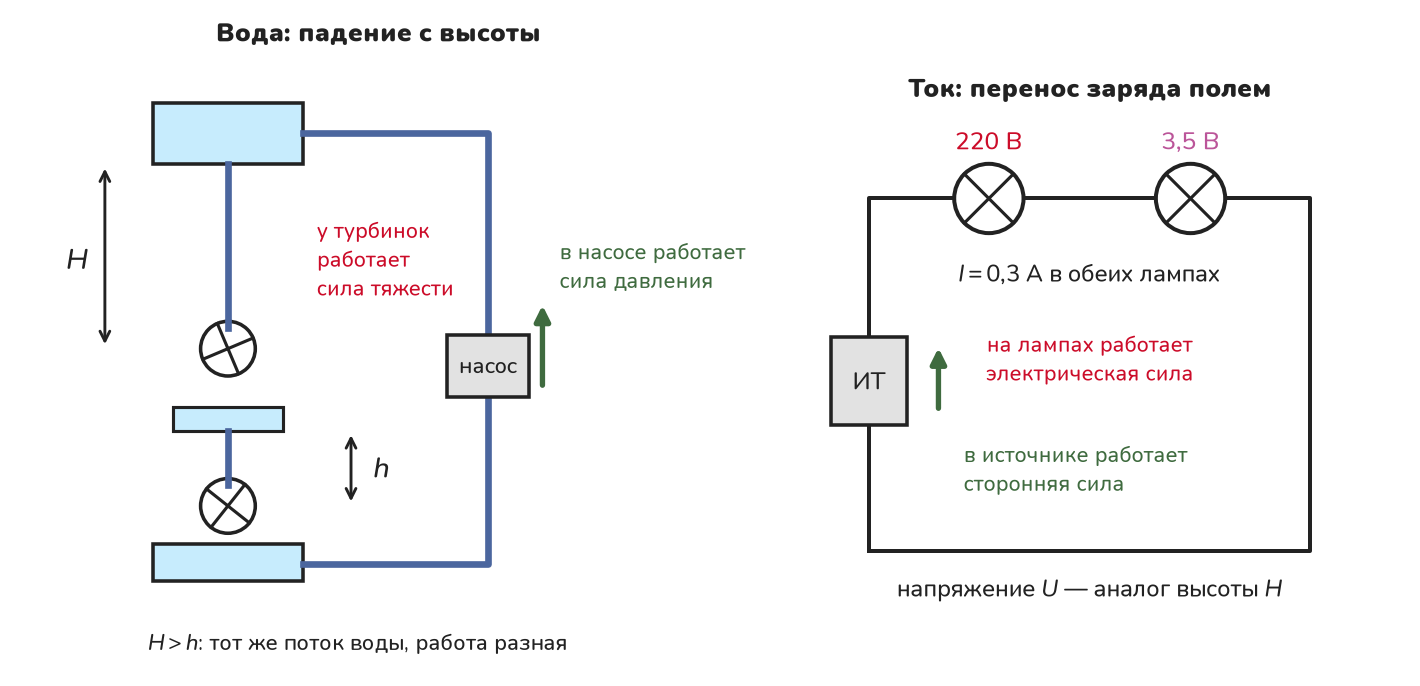 Вода: падение с высоты
H
у турбинок
работает
сила тяжести
в насосе работает
сила давления
насос
h
H > h: тот же поток воды, работа разная
Ток: перенос заряда полем
220 В
3,5 В
I = 0,3 А в обеих лампах
ИТ
на лампах работает
электрическая сила
в источнике работает
сторонняя сила
напряжение U — аналог высоты H